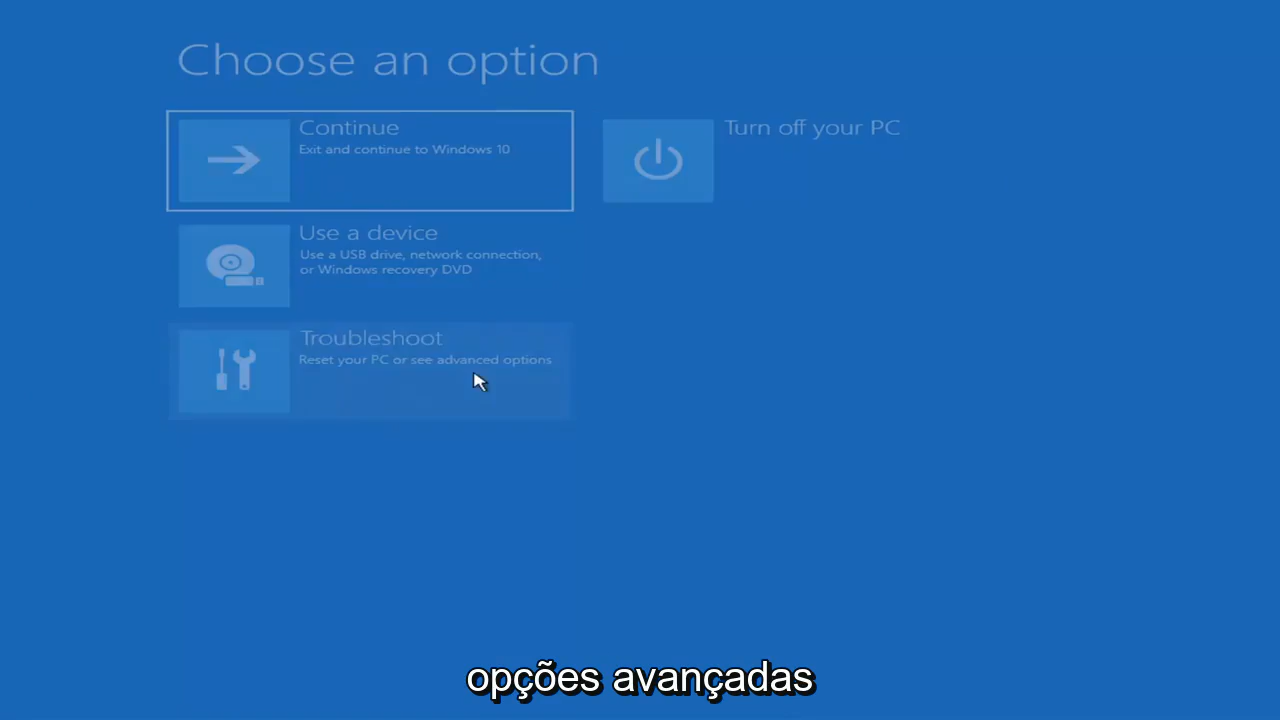 Choose an option
Continue
Exit and continue to Windows 10
Turn off your PC
Use a device
Use a USB drive, network connection,
or Windows recovery DVD
Troubleshoot
Reset your PC or see advanced options
opções avançadas